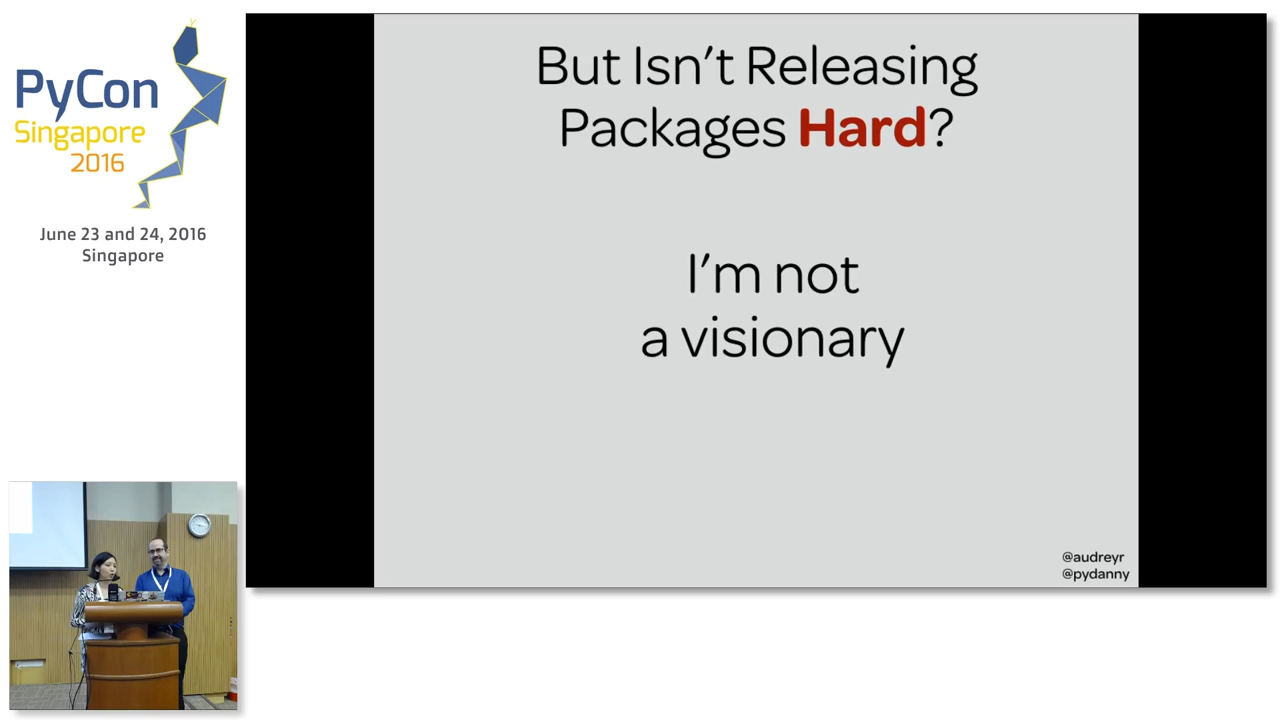 PyCon
Singapore
2016
June 23 and 24, 2016
Singapore
But Isn’t Releasing
Packages Hard?
I’m not
a visionary
@audreyr
@pydanny